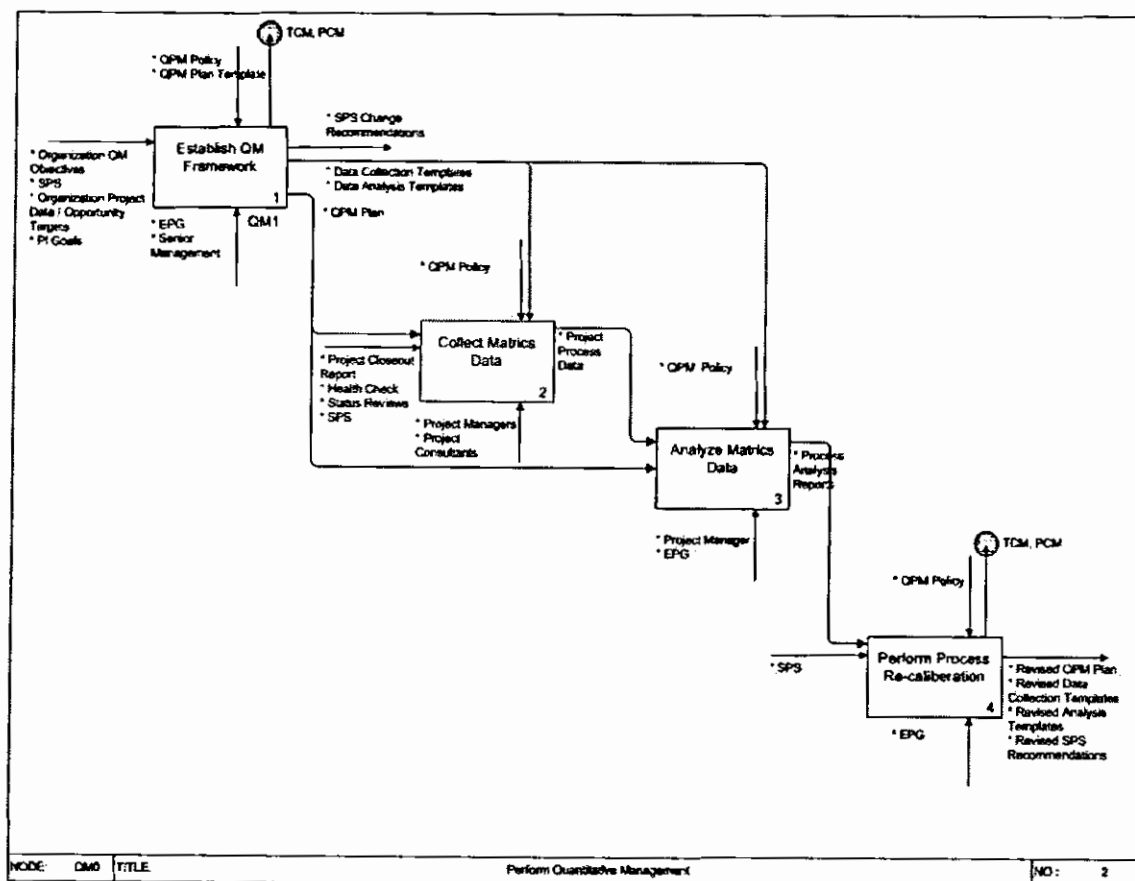 TCM, PCM
* QPM Policy
* QPM Plan Template
* SPS Change
Recommendations
Establish QM
Framework
1
* Organization QM
Objectives
* SPS
* Organization Project
Data / Opportunity
Targets
* PI Goals
* Data Collection Templates
* Data Analysis Templates
* QPM Plan
QM1
* EPG
* Senior
Management
* QPM Policy
Collect Matrics
Data
2
* Project
Process
Data
* Project Closeout
Report
* Health Check
* Status Reviews
* SPS
* Project Managers
* Project
Consultants
* QPM Policy
Analyze Matrics
Data
3
* Process
Analysis
Reports
* Project Manager
* EPG
TCM, PCM
* QPM Policy
* SPS
Perform Process
Re-caliberation
4
* Revised QPM Plan
* Revised Data
Collection Templates
* Revised Analysis
Templates
* Revised SPS
Recommendations
* EPG
NODE: QM0 TITLE Perform Quantitative Management NO : 2